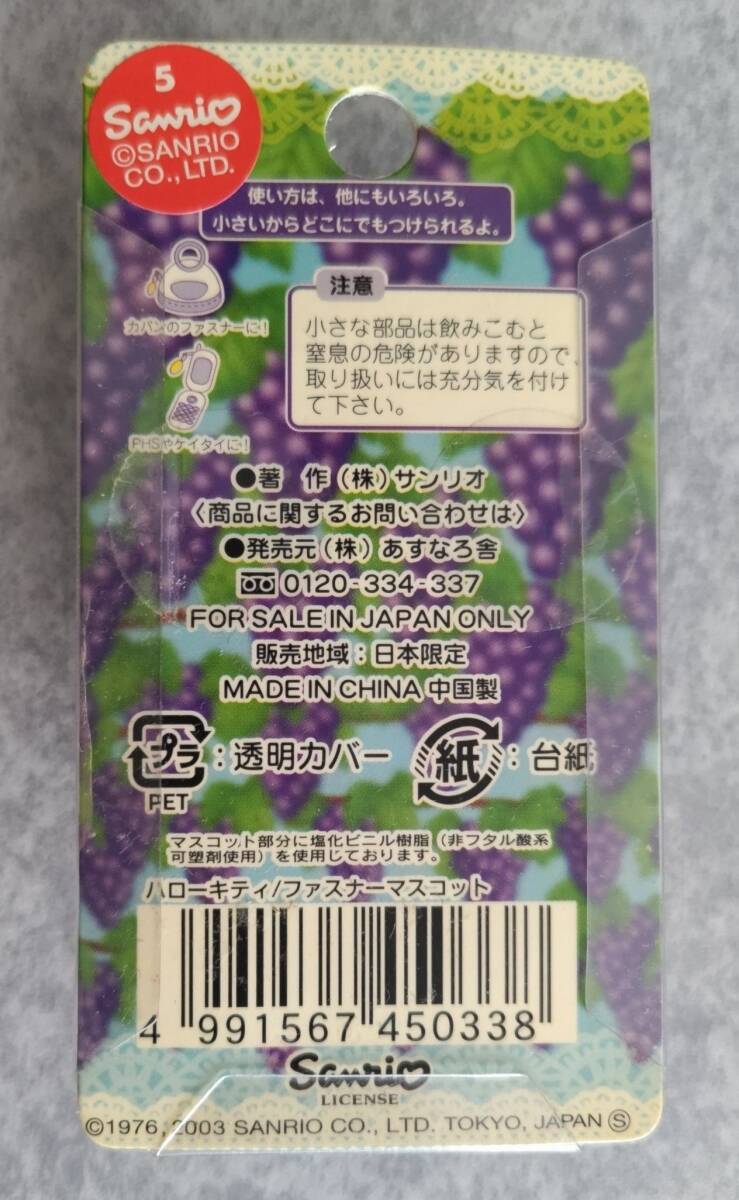 5
Sanrio
©SANRIO
CO., LTD.
使い方は、他にもいろいろ。
小さいからどこにでもつけられるよ。
カバンのファスナーに!
PHSやケイタイに!
注意
小さな部品は飲みこむと
窒息の危険がありますので、
取り扱いには充分気を付け
て下さい。
●著 作(株)サンリオ
〈商品に関するお問い合わせは〉
●発売元(株)あすなろ舎
0120-334-337
FOR SALE IN JAPAN ONLY
販売地域:日本限定
MADE IN CHINA 中国製
プラ:透明カバー 紙:台紙
PET
マスコット部分に塩化ビニル樹脂(非フタル酸系
可塑剤使用)を使用しております。
ハローキティ/ファスナーマスコット
4 991567 450338
Sanrio
LICENSE
©1976, 2003 SANRIO CO., LTD. TOKYO, JAPAN Ⓢ